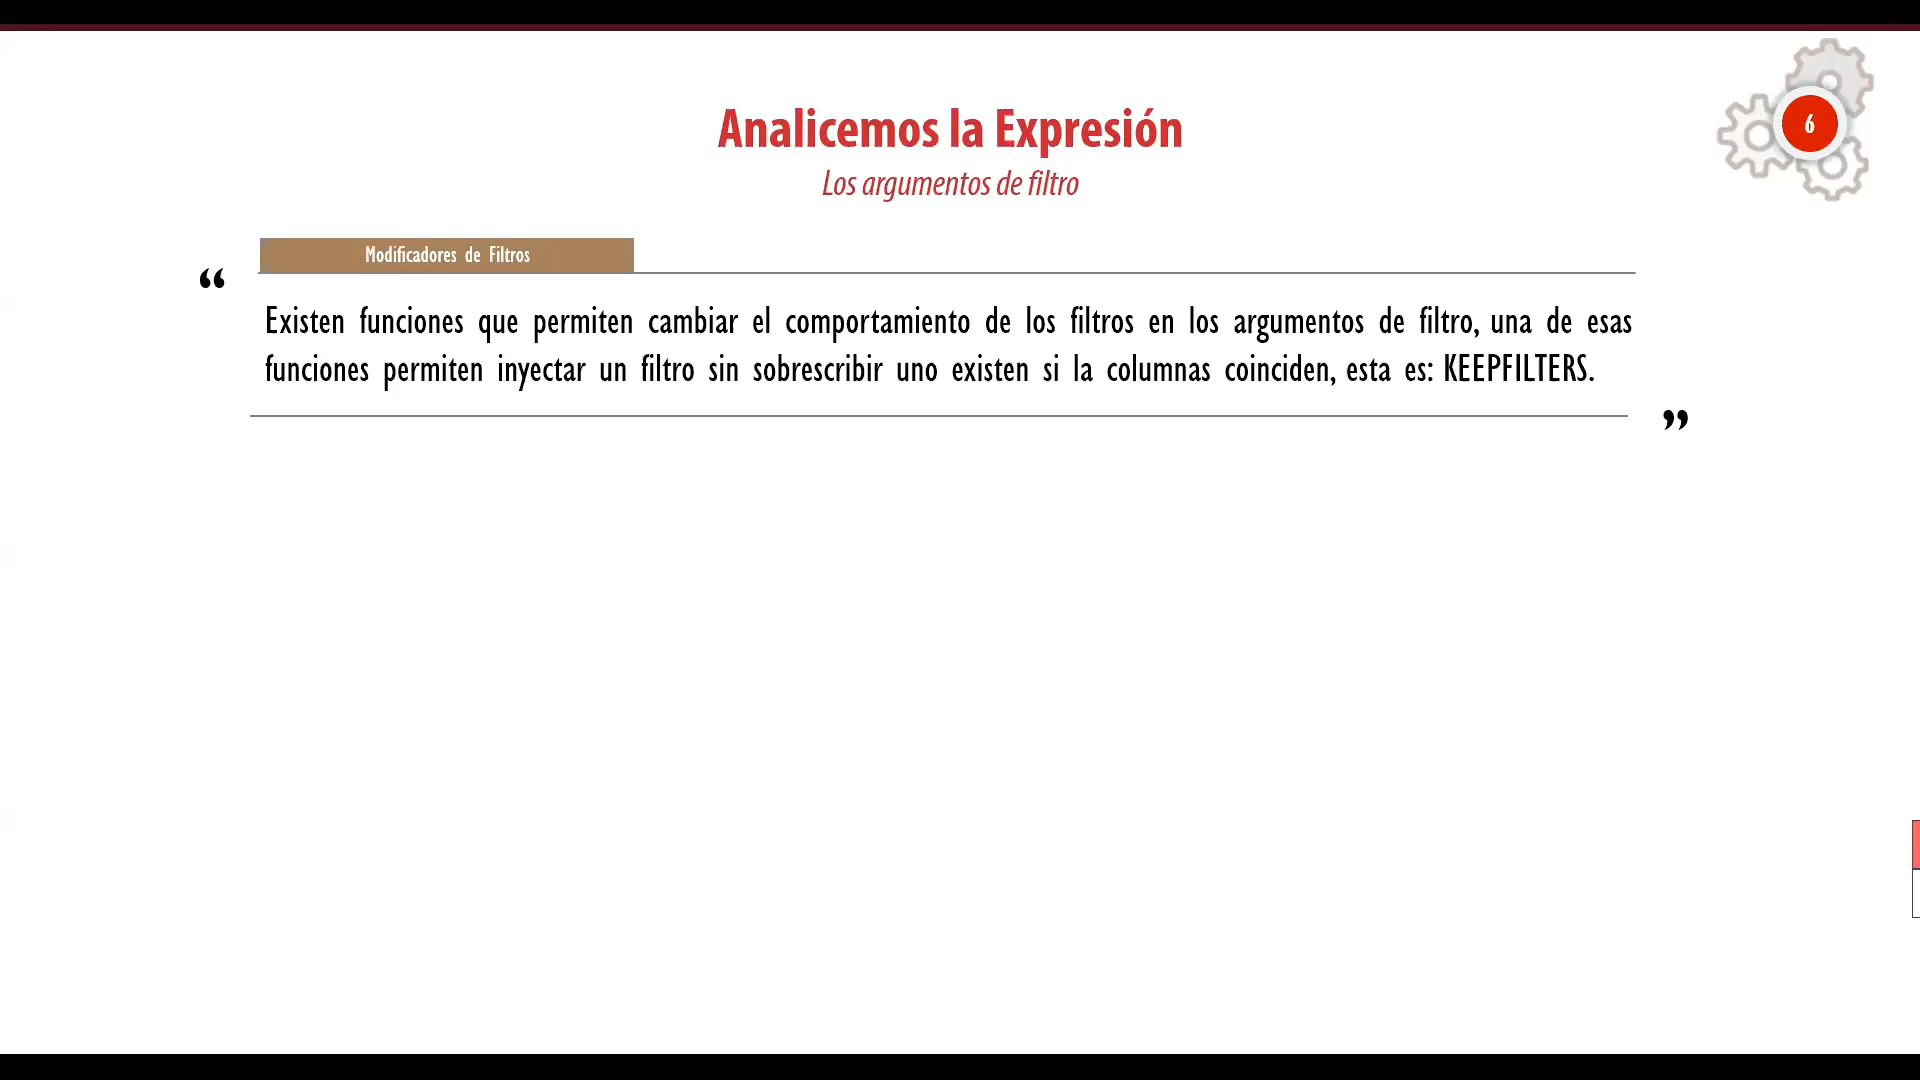 Analicemos la Expresión
6
Los argumentos de filtro
Modificadores de Filtros
“
Existen funciones que permiten cambiar el comportamiento de los filtros en los argumentos de filtro, una de esas
funciones permiten inyectar un filtro sin sobrescribir uno existen si la columnas coinciden, esta es: KEEPFILTERS.
”